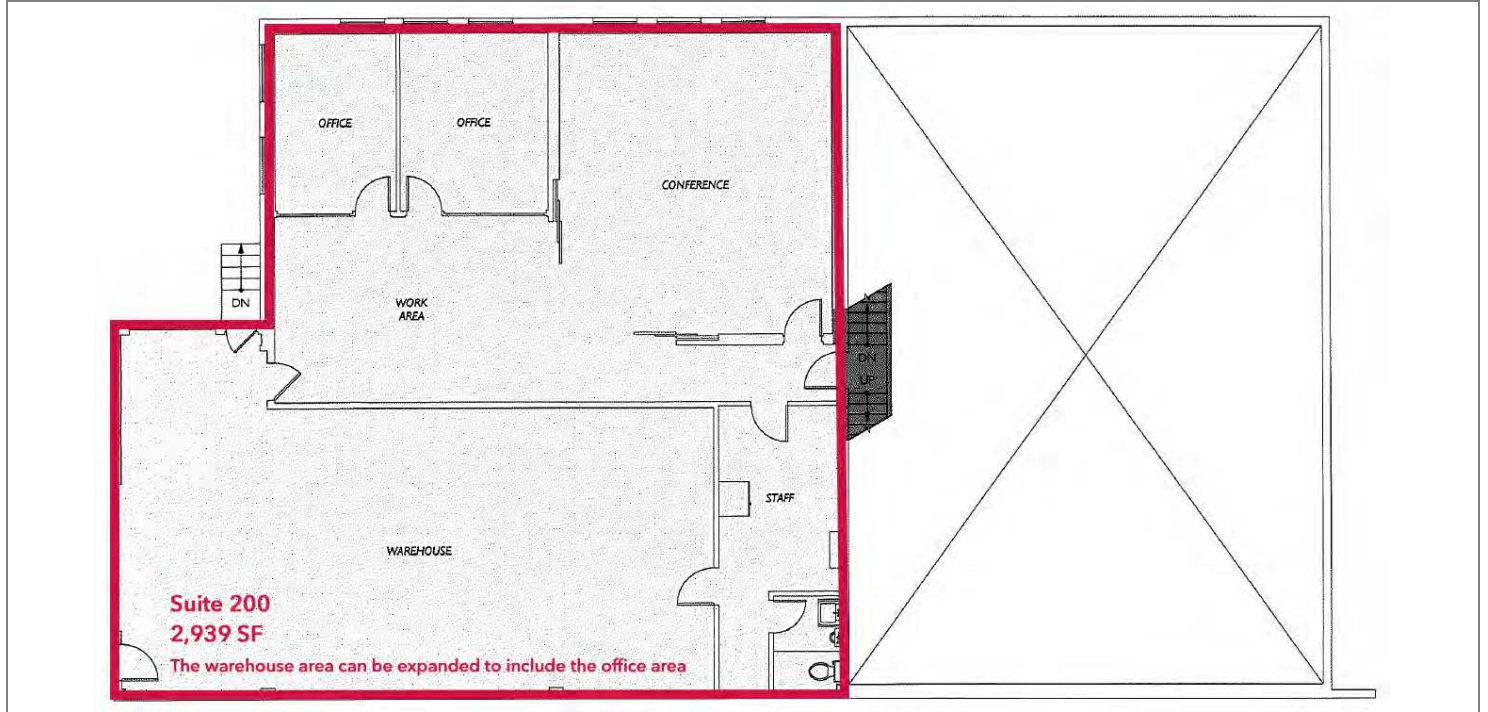 OFFICE
OFFICE
CONFERENCE
DN
WORK
AREA
DN
UP
STAFF
WAREHOUSE
Suite 200
2,939 SF
The warehouse area can be expanded to include the office area